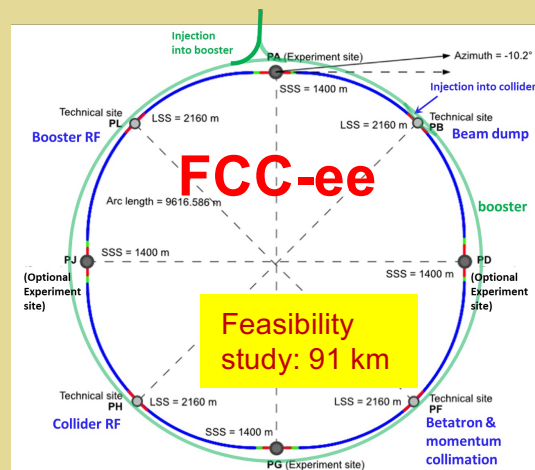 Injection
into booster
PA (Experiment site)
Azimuth = -10.2°
SSS = 1400 m
Injection into collider
Technical site
LSS = 2160 m
PL
Booster RF
Technical site
LSS = 2160 m
PB
Beam dump
FCC-ee
Arc length = 9616.586 m
booster
SSS = 1400 m
PJ
(Optional
Experiment
site)
PD
SSS = 1400 m
(Optional
Experiment
site)
Feasibility
study: 91 km
Technical site
PH
LSS = 2160 m
Collider RF
Technical site
LSS = 2160 m
PF
Betatron &
momentum
collimation
SSS = 1400 m
PG (Experiment site)